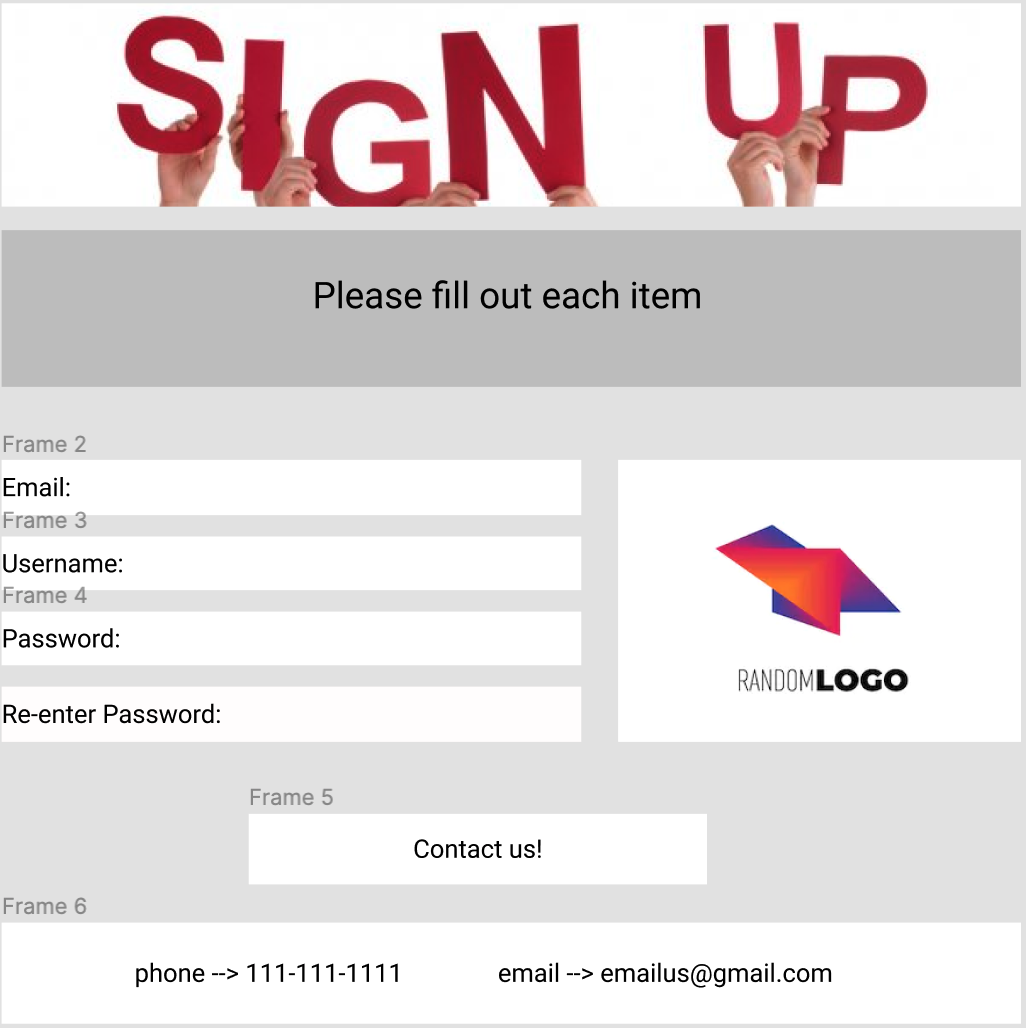 SIGN UP
Please fill out each item
Frame 2
Email:
Frame 3
Username:
Frame 4
Password:
Re-enter Password:
RANDOMLOGO
Frame 5
Contact us!
Frame 6
phone --> 111-111-1111 email --> emailus@gmail.com